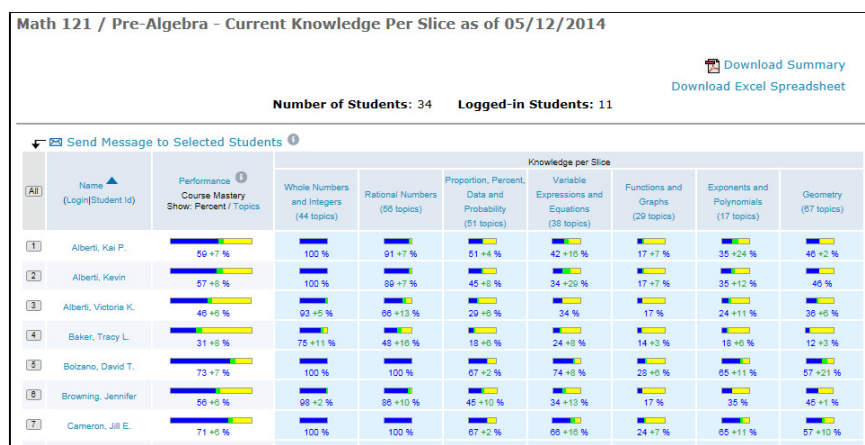 Math 121 / Pre-Algebra - Current Knowledge Per Slice as of 05/12/2014
Download Summary
Download Excel Spreadsheet
Number of Students: 34 Logged-in Students: 11
Send Message to Selected Students
Knowledge per Slice
All
Name
(Login|Student Id)
Performance
Course Mastery
Show: Percent / Topics
Whole Numbers
and Integers
(44 topics)
Rational Numbers
(56 topics)
Proportion, Percent,
Data and
Probability
(51 topics)
Variable
Expressions and
Equations
(38 topics)
Functions and
Graphs
(29 topics)
Exponents and
Polynomials
(17 topics)
Geometry
(67 topics)
1 Alberti, Kai P. 59 +7 % 100 % 91 +7 % 51 +4 % 42 +16 % 17 +7 % 35 +24 % 46 +2 %
2 Alberti, Kevin 57 +8 % 100 % 89 +7 % 45 +8 % 34 +29 % 17 +7 % 35 +12 % 46 %
3 Alberti, Victoria K. 46 +6 % 93 +5 % 66 +13 % 29 +6 % 34 % 17 % 24 +11 % 36 +6 %
4 Baker, Tracy L. 31 +8 % 75 +11 % 48 +16 % 18 +6 % 24 +8 % 14 +3 % 18 +6 % 12 +3 %
5 Bolzano, David T. 73 +7 % 100 % 100 % 67 +2 % 74 +8 % 28 +6 % 65 +11 % 57 +21 %
6 Browning, Jennifer 56 +6 % 98 +2 % 86 +10 % 45 +10 % 34 +13 % 17 % 35 % 45 +1 %
7 Cameron, Jill E. 71 +6 % 100 % 100 % 67 +2 % 66 +16 % 24 +7 % 65 +11 % 57 +10 %